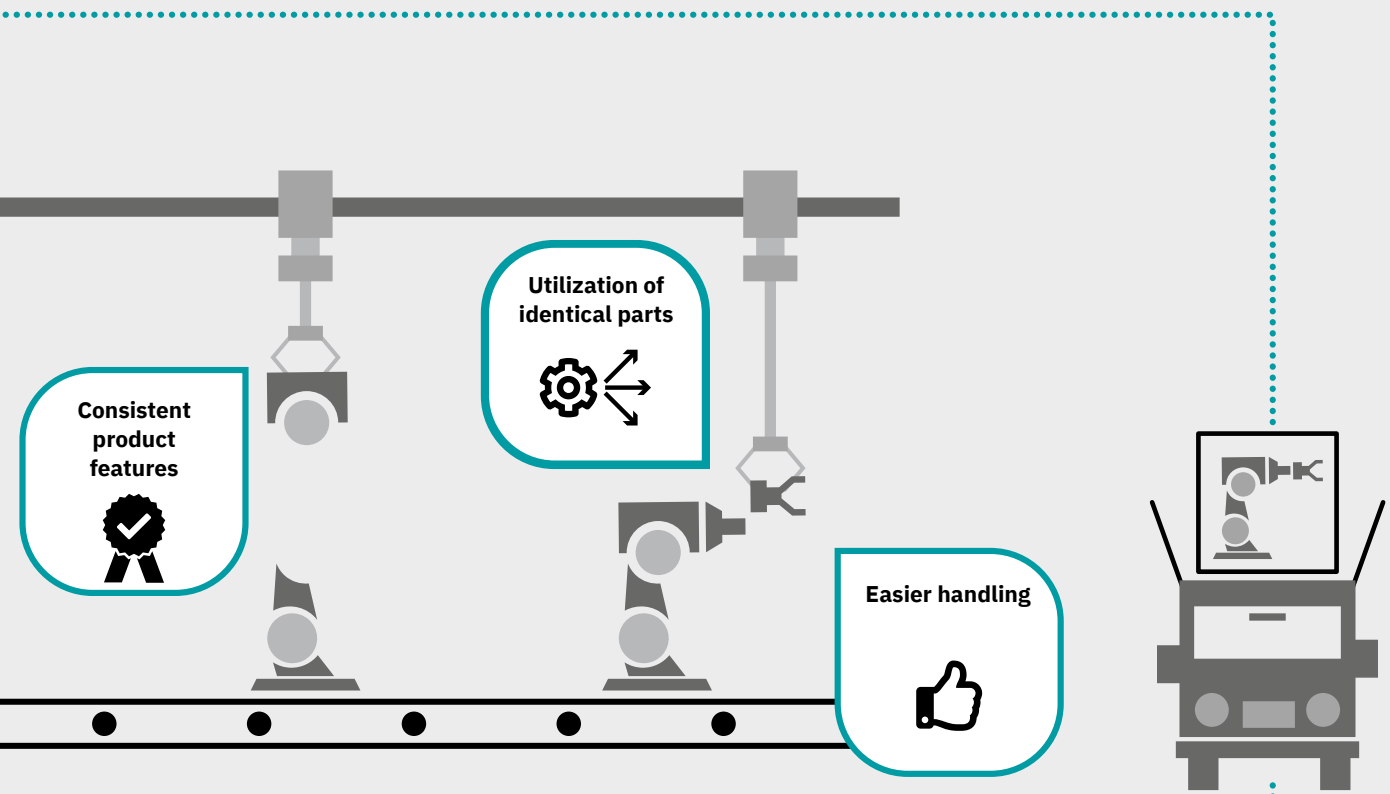 Utilization of
identical parts
Consistent
product
features
Easier handling